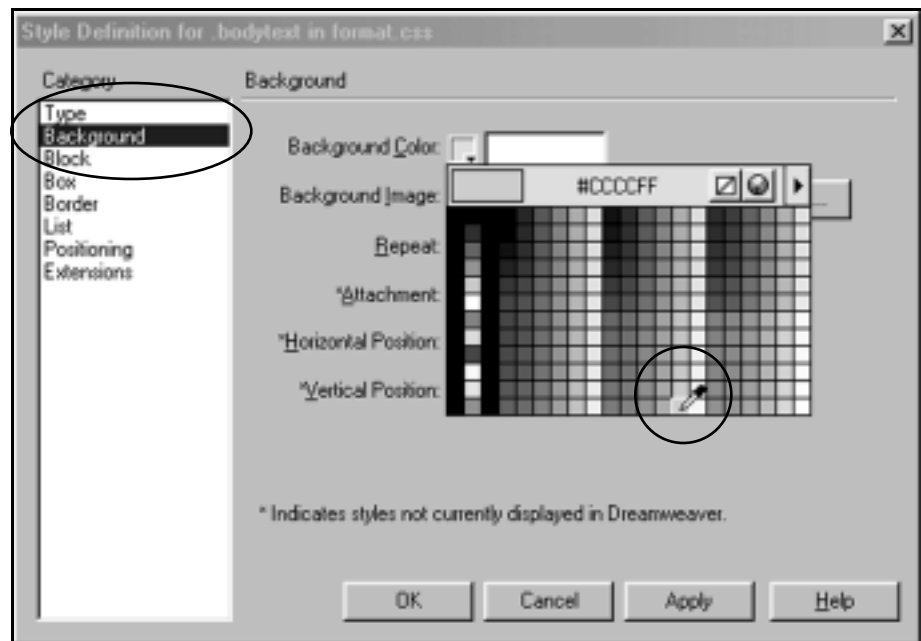 Style Definition for .bodytext in format.css
Category
Background
Type
Background
Block
Box
Border
List
Positioning
Extensions
Background Color:
#CCCCFF
Background Image:
Repeat:
*Attachment:
*Horizontal Position:
*Vertical Position:
* Indicates styles not currently displayed in Dreamweaver.
OK Cancel Apply Help